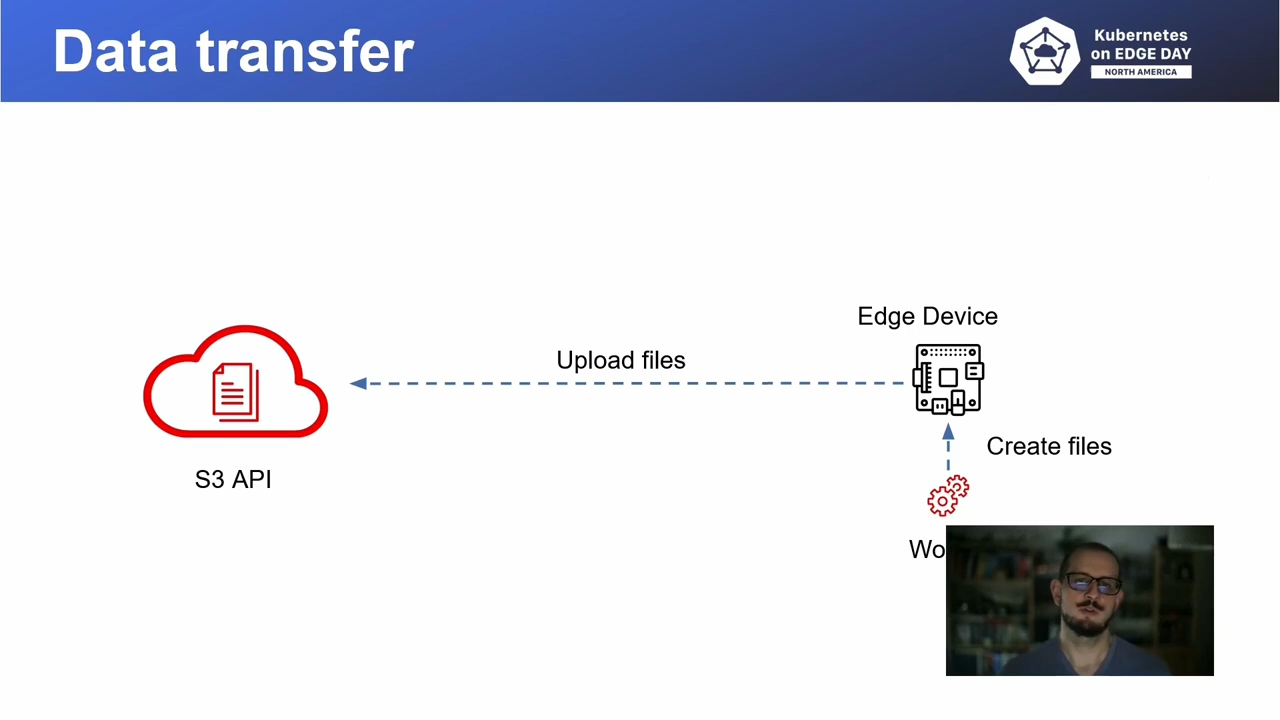 Data transfer
Kubernetes
on EDGE DAY
NORTH AMERICA
Edge Device
Upload files
Create files
S3 API
Wo